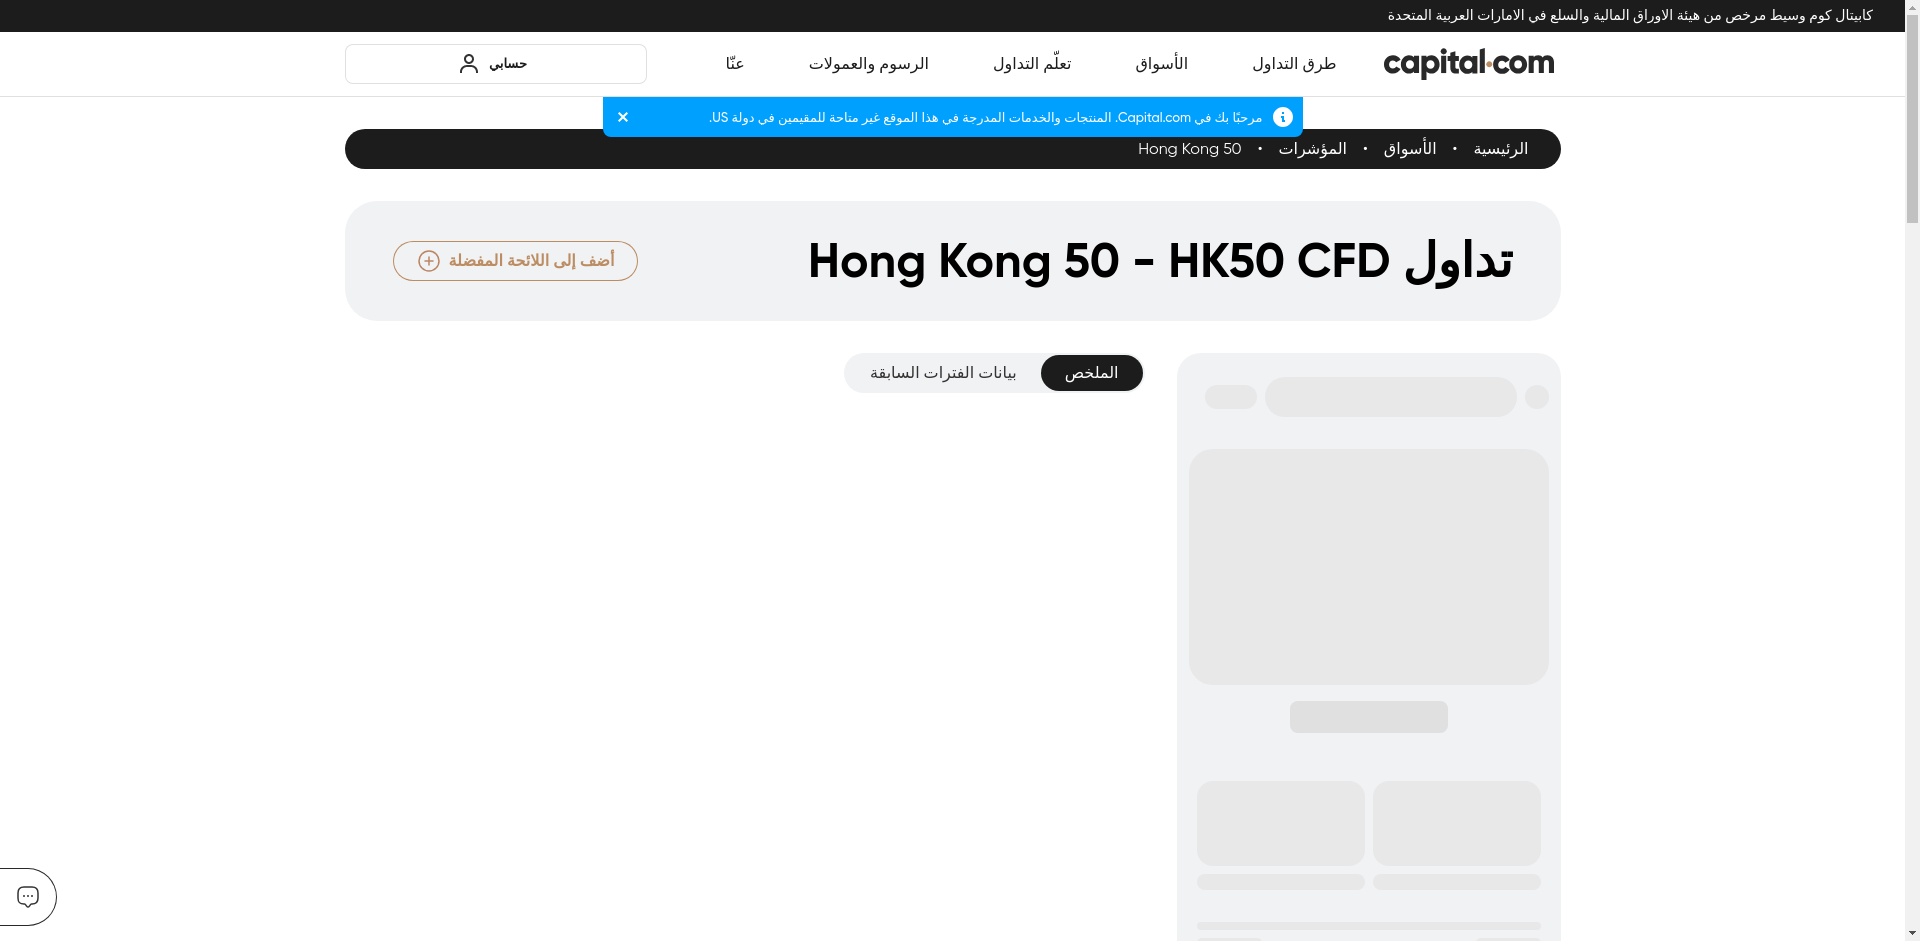 كابيتال كوم وسيط مرخص من هيئة الاوراق المالية والسلع في الامارات العربية المتحدة
capital.com
طرق التداول
الأسواق
تعلّم التداول
الرسوم والعمولات
عنّا
حسابي
مرحبًا بك في Capital.com. المنتجات والخدمات المدرجة في هذا الموقع غير متاحة للمقيمين في دولة US.
الرئيسية • الأسواق • المؤشرات • Hong Kong 50
تداول Hong Kong 50 - HK50 CFD
أضف إلى اللائحة المفضلة
الملخص
بيانات الفترات السابقة